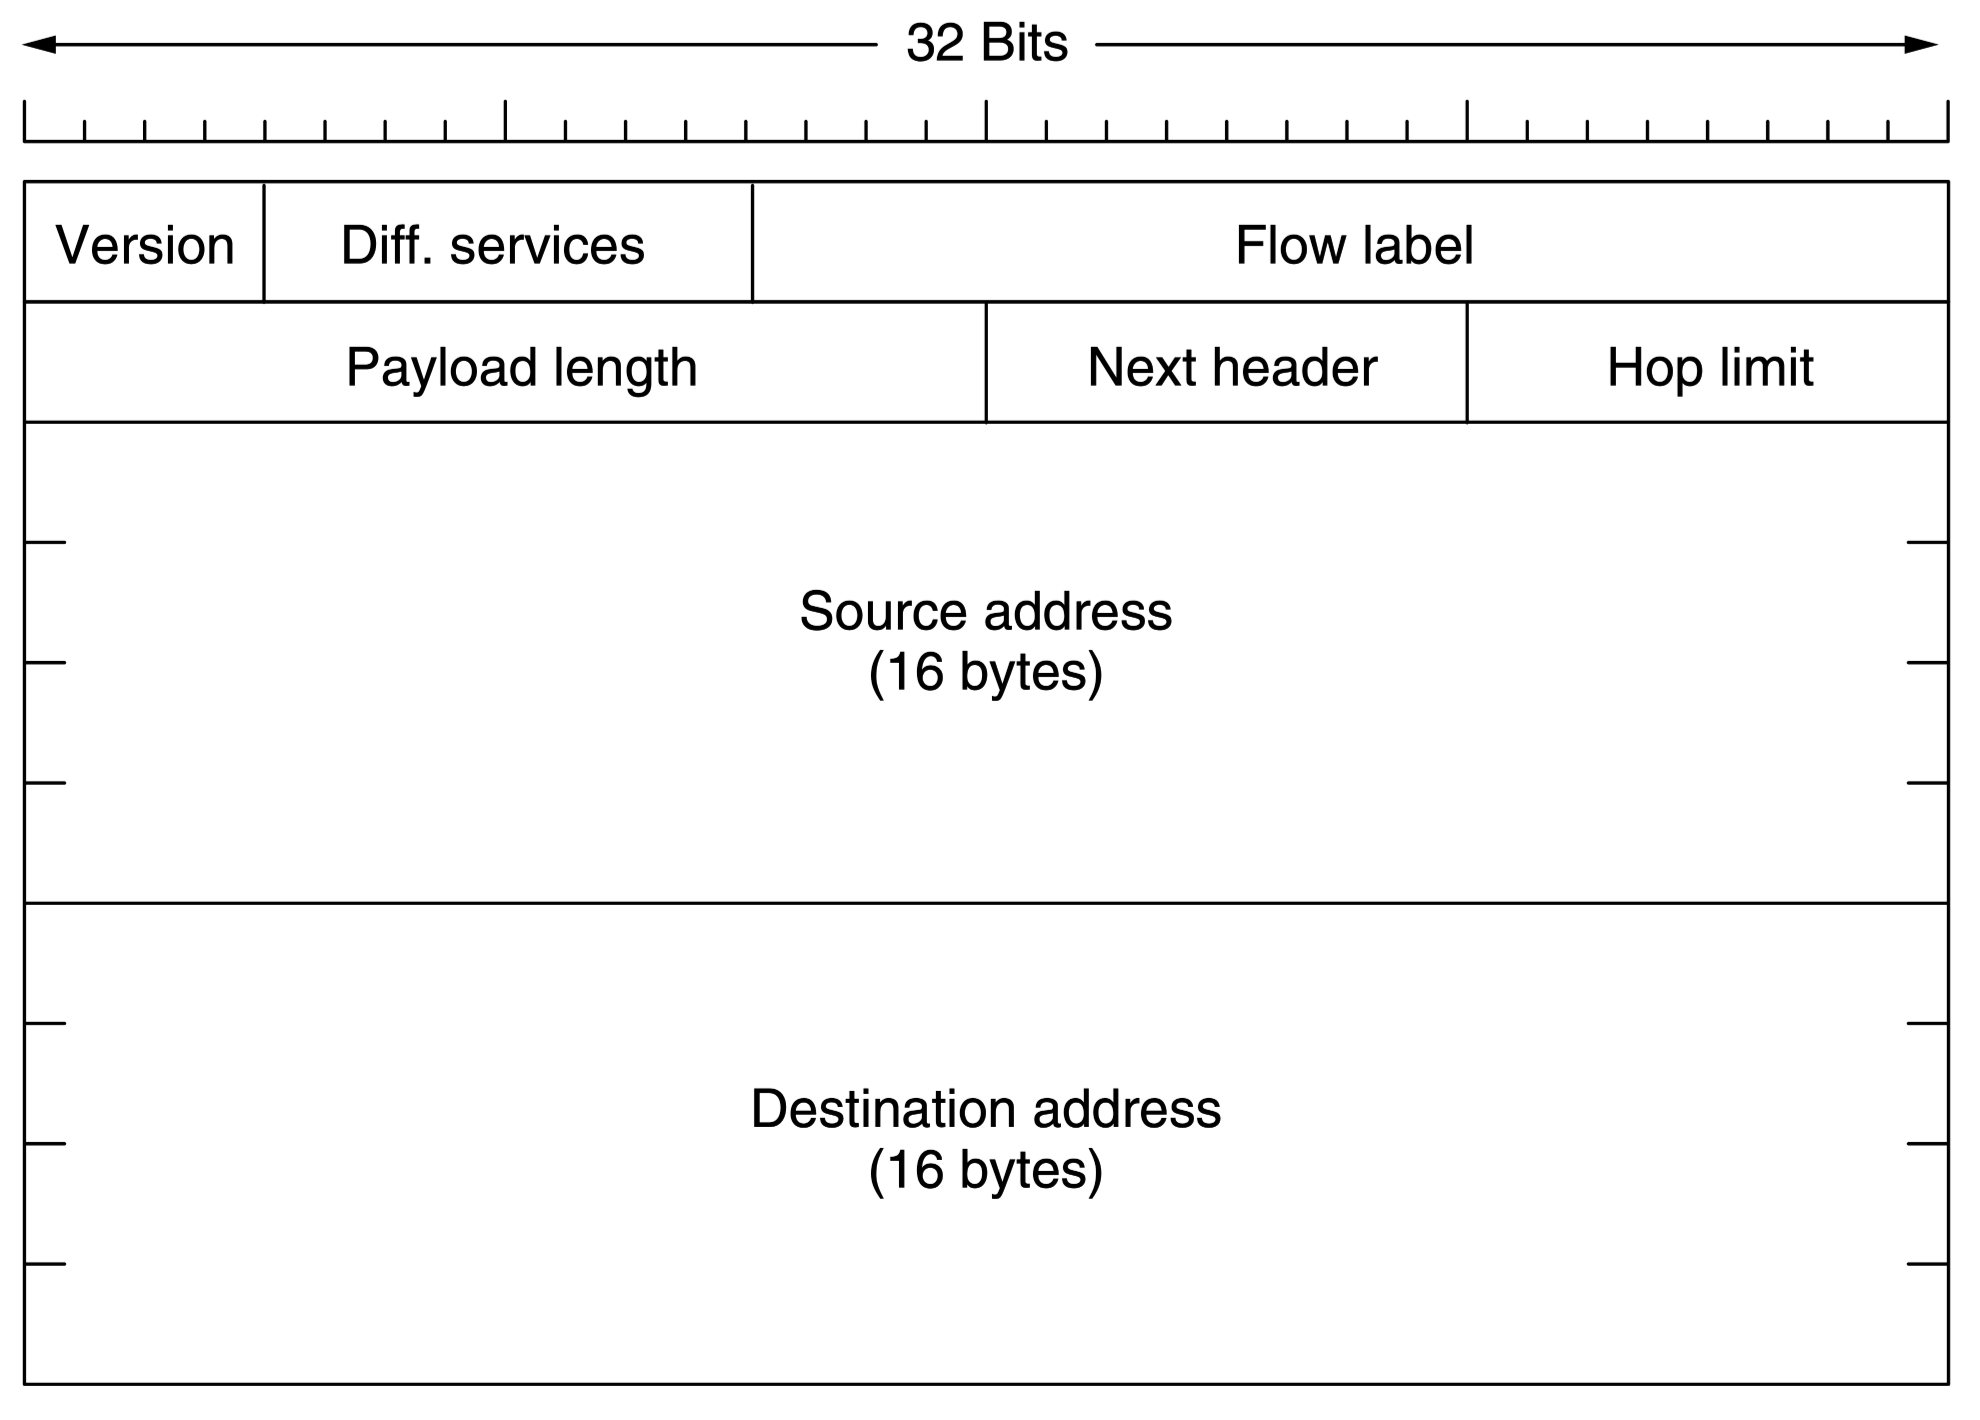 32 Bits
Version
Diff. services
Flow label
Payload length
Next header
Hop limit
Source address
(16 bytes)
Destination address
(16 bytes)